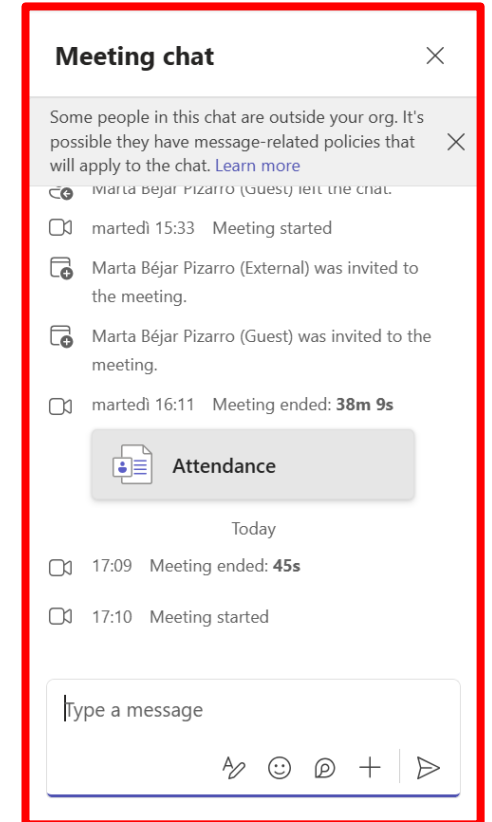 Meeting chat
Some people in this chat are outside your org. It's
possible they have message-related policies that
will apply to the chat. Learn more
Marta Béjar Pizarro (Guest) left the chat.
martedì 15:33 Meeting started
Marta Béjar Pizarro (External) was invited to
the meeting.
Marta Béjar Pizarro (Guest) was invited to the
meeting.
martedì 16:11 Meeting ended: 38m 9s
Attendance
Today
17:09 Meeting ended: 45s
17:10 Meeting started
Type a message